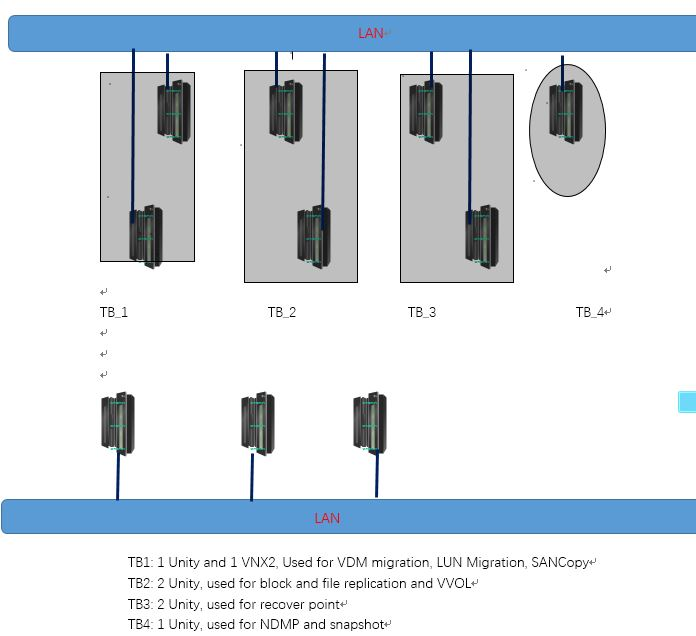 LAN
1
TB_1 TB_2 TB_3 TB_4
LAN
TB1: 1 Unity and 1 VNX2, Used for VDM migration, LUN Migration, SANCopy
TB2: 2 Unity, used for block and file replication and VVOL
TB3: 2 Unity, used for recover point
TB4: 1 Unity, used for NDMP and snapshot